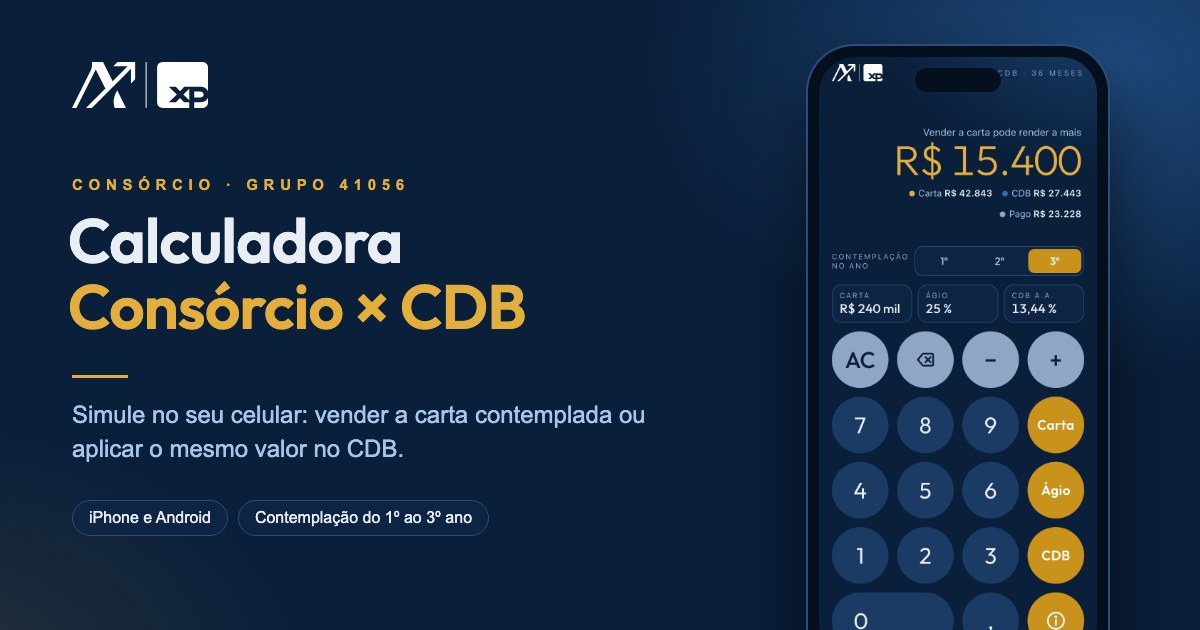 xp
CONSÓRCIO · GRUPO 41056
Calculadora
Consórcio × CDB
Simule no seu celular: vender a carta contemplada ou
aplicar o mesmo valor no CDB.
iPhone e Android
Contemplação do 1º ao 3º ano
xp
CDB · 36 MESES
Vender a carta pode render a mais
R$ 15.400
Carta R$ 42.843 CDB R$ 27.443
Pago R$ 23.228
CONTEMPLAÇÃO
NO ANO
1º 2º 3º
CARTA ÁGIO CDB A.A.
R$ 240 mil 25 % 13,44 %
AC − +
7 8 9 Carta
4 5 6 Ágio
1 2 3 CDB
0 ,